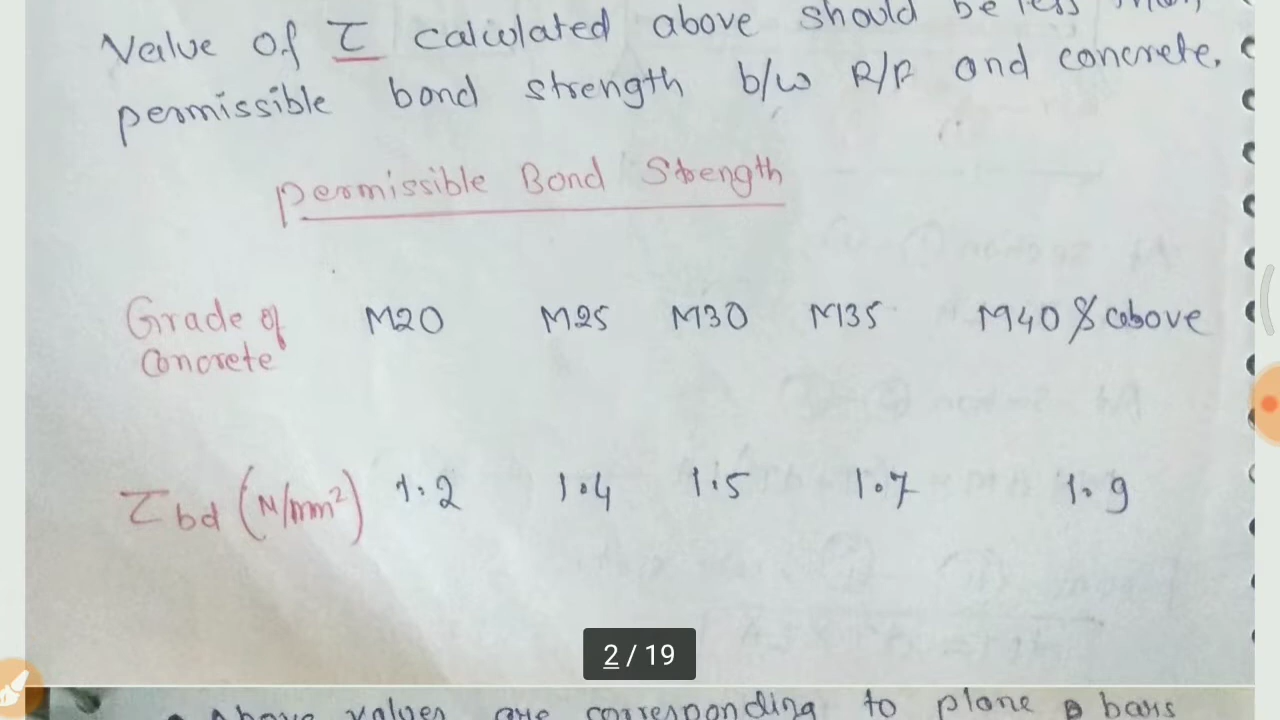 Value of τ calculated above should be less than
permissible bond strength b/w R/F and concrete.
Permissible Bond Strength
Grade of Concrete M20 M25 M30 M35 M40 & above
τbd (N/mm²) 1.2 1.4 1.5 1.7 1.9
2 / 19
Above values are corresponding to plane bars